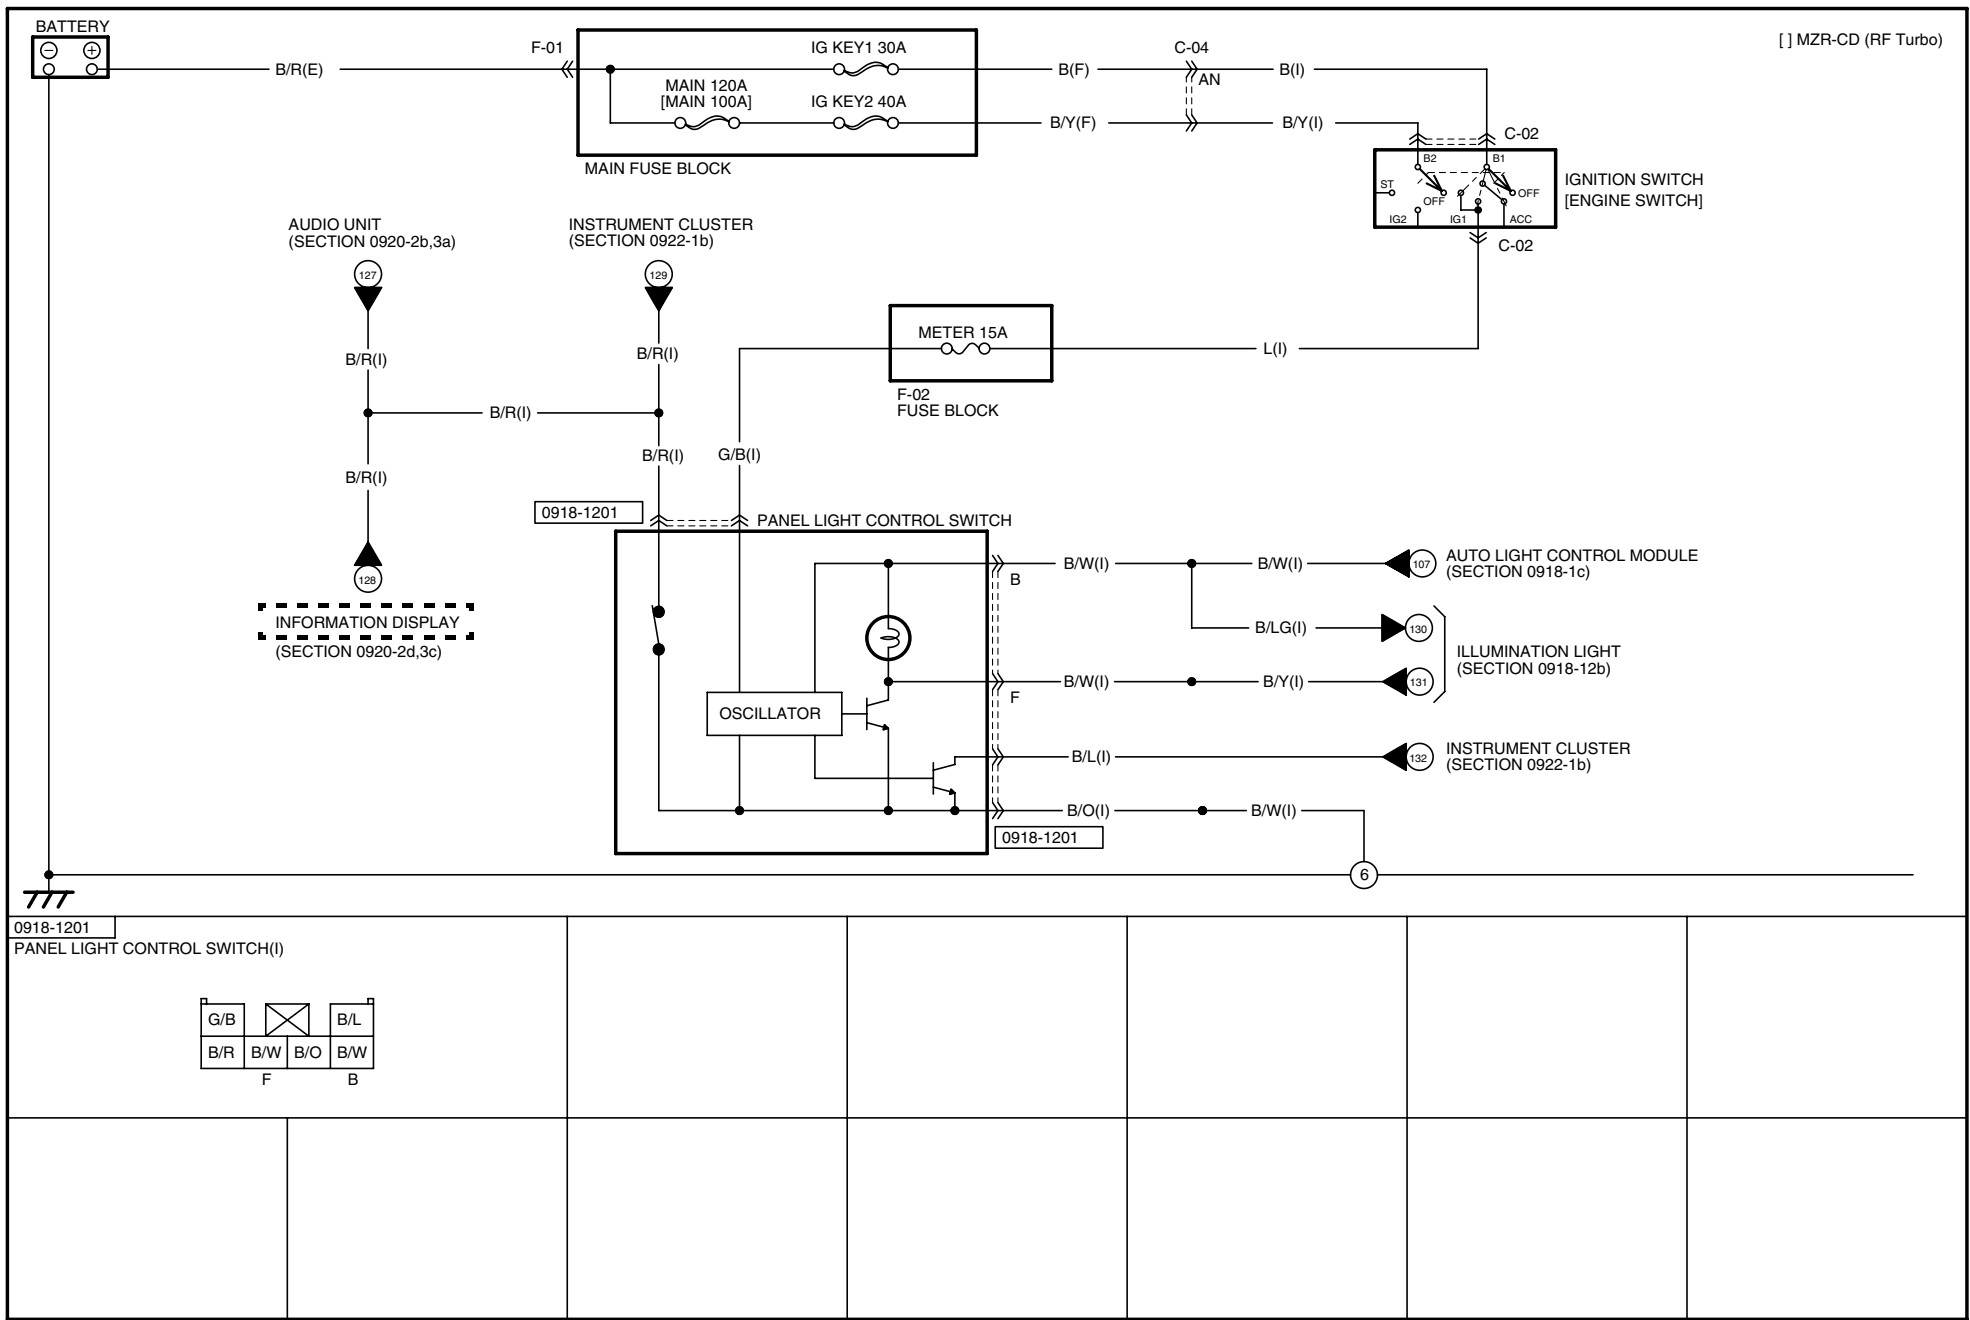 BATTERY
B/R(E)
F-01
IG KEY1 30A
MAIN 120A
[MAIN 100A]
IG KEY2 40A
MAIN FUSE BLOCK
B(F)
C-04
AN
B(I)
[ ] MZR-CD (RF Turbo)
B/Y(F)
B/Y(I)
C-02
B2
B1
ST
OFF
OFF
IG2
IG1
ACC
IGNITION SWITCH
[ENGINE SWITCH]
C-02
AUDIO UNIT
(SECTION 0920-2b,3a)
127
INSTRUMENT CLUSTER
(SECTION 0922-1b)
129
METER 15A
F-02
FUSE BLOCK
L(I)
B/R(I)
B/R(I)
B/R(I)
B/R(I)
G/B(I)
B/R(I)
128
INFORMATION DISPLAY
(SECTION 0920-2d,3c)
0918-1201
PANEL LIGHT CONTROL SWITCH
OSCILLATOR
B
B/W(I)
B/W(I)
107
AUTO LIGHT CONTROL MODULE
(SECTION 0918-1c)
B/LG(I)
130
ILLUMINATION LIGHT
(SECTION 0918-12b)
F
B/W(I)
B/Y(I)
131
B/L(I)
132
INSTRUMENT CLUSTER
(SECTION 0922-1b)
B/O(I)
B/W(I)
0918-1201
6
0918-1201
PANEL LIGHT CONTROL SWITCH(I)
G/B
B/L
B/R
B/W
B/O
B/W
F
B